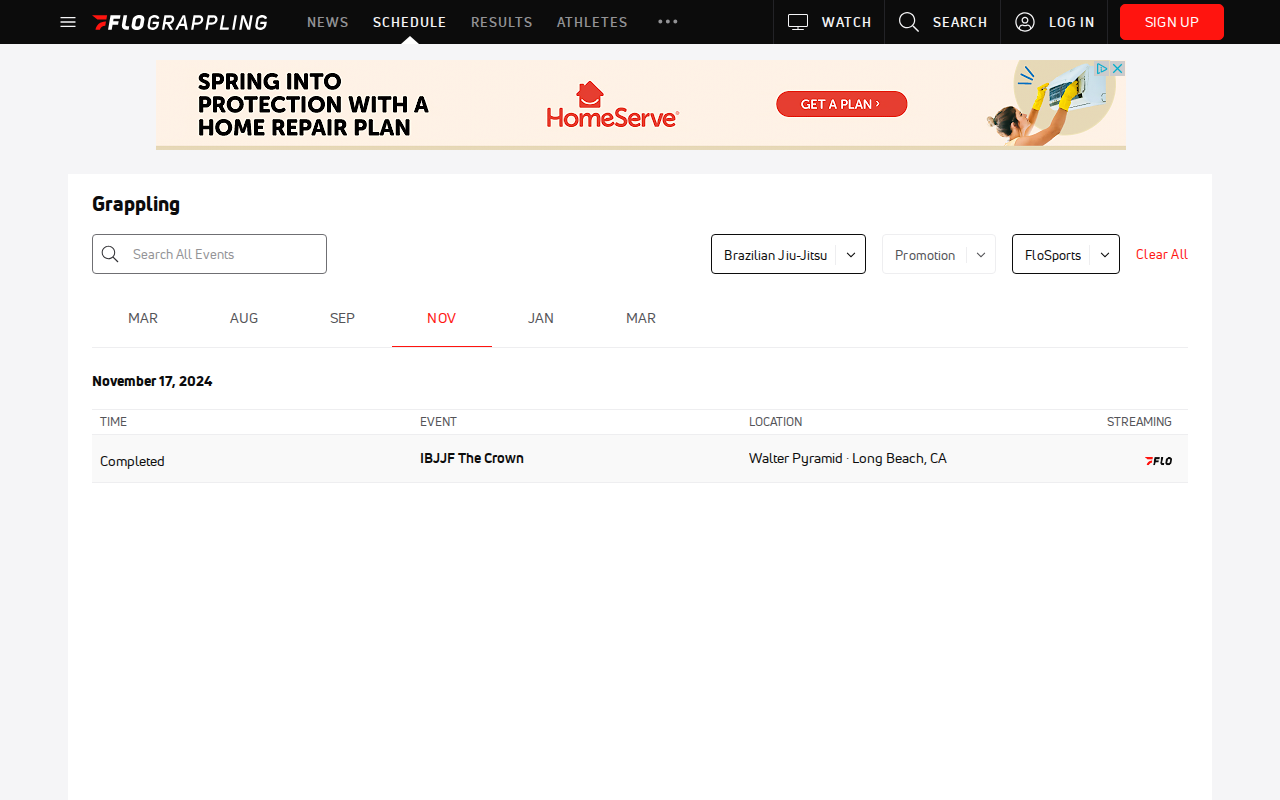 FLOGRAPPLING NEWS SCHEDULE RESULTS ATHLETES ••• WATCH SEARCH LOG IN SIGN UP
SPRING INTO
PROTECTION WITH A
HOME REPAIR PLAN
HomeServe®
GET A PLAN ›
Grappling
Search All Events
Brazilian Jiu-Jitsu Promotion FloSports Clear All
MAR AUG SEP NOV JAN MAR
November 17, 2024
TIME EVENT LOCATION STREAMING
Completed IBJJF The Crown Walter Pyramid · Long Beach, CA FLO